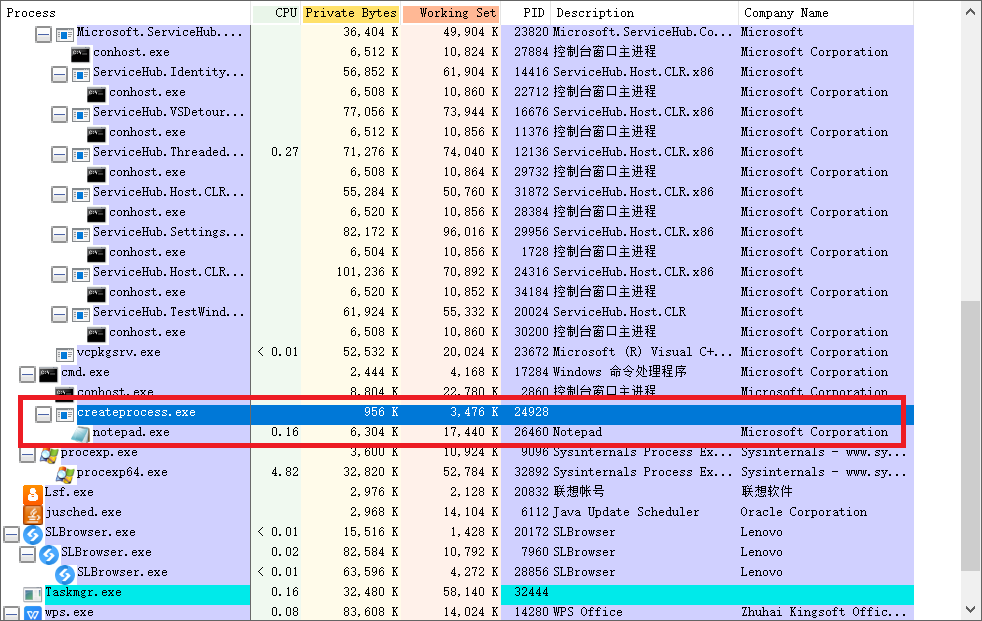 Process CPU Private Bytes Working Set PID Description Company Name
Microsoft.ServiceHub.... 36,404 K 49,904 K 23820 Microsoft.ServiceHub.Co... Microsoft
conhost.exe 6,512 K 10,824 K 27884 控制台窗口主进程 Microsoft Corporation
ServiceHub.Identity... 56,852 K 61,904 K 14416 ServiceHub.Host.CLR.x86 Microsoft
conhost.exe 6,508 K 10,860 K 22712 控制台窗口主进程 Microsoft Corporation
ServiceHub.VSDetour... 77,056 K 73,944 K 16676 ServiceHub.Host.CLR.x86 Microsoft
conhost.exe 6,512 K 10,856 K 11376 控制台窗口主进程 Microsoft Corporation
ServiceHub.Threaded... 0.27 71,276 K 74,040 K 12136 ServiceHub.Host.CLR.x86 Microsoft
conhost.exe 6,508 K 10,864 K 29732 控制台窗口主进程 Microsoft Corporation
ServiceHub.Host.CLR... 55,284 K 50,760 K 31872 ServiceHub.Host.CLR.x86 Microsoft
conhost.exe 6,520 K 10,856 K 28384 控制台窗口主进程 Microsoft Corporation
ServiceHub.Settings... 82,172 K 96,016 K 29956 ServiceHub.Host.CLR.x86 Microsoft
conhost.exe 6,504 K 10,856 K 1728 控制台窗口主进程 Microsoft Corporation
ServiceHub.Host.CLR... 101,236 K 70,892 K 24316 ServiceHub.Host.CLR.x86 Microsoft
conhost.exe 6,520 K 10,852 K 34184 控制台窗口主进程 Microsoft Corporation
ServiceHub.TestWind... 61,924 K 55,332 K 20024 ServiceHub.Host.CLR Microsoft
conhost.exe 6,508 K 10,860 K 30200 控制台窗口主进程 Microsoft Corporation
vcpkgsrv.exe < 0.01 52,532 K 20,024 K 23672 Microsoft (R) Visual C+... Microsoft Corporation
cmd.exe 2,444 K 4,168 K 17284 Windows 命令处理程序 Microsoft Corporation
conhost.exe 8,804 K 22,780 K 2860 控制台窗口主进程 Microsoft Corporation
createprocess.exe 956 K 3,476 K 24928
notepad.exe 0.16 6,304 K 17,440 K 26460 Notepad Microsoft Corporation
procexp.exe 3,600 K 10,924 K 9096 Sysinternals Process Ex... Sysinternals - www.sy...
procexp64.exe 4.82 32,820 K 52,784 K 32892 Sysinternals Process Ex... Sysinternals - www.sy...
Lsf.exe 2,976 K 2,128 K 20832 联想帐号 联想软件
jusched.exe 2,968 K 14,104 K 6112 Java Update Scheduler Oracle Corporation
SLBrowser.exe < 0.01 15,516 K 1,428 K 20172 SLBrowser Lenovo
SLBrowser.exe 0.02 82,584 K 10,792 K 7960 SLBrowser Lenovo
SLBrowser.exe < 0.01 63,596 K 4,272 K 28856 SLBrowser Lenovo
Taskmgr.exe 0.16 32,480 K 58,140 K 32444
wps.exe 0.08 83,608 K 14,024 K 14280 WPS Office Zhuhai Kingsoft Offic...